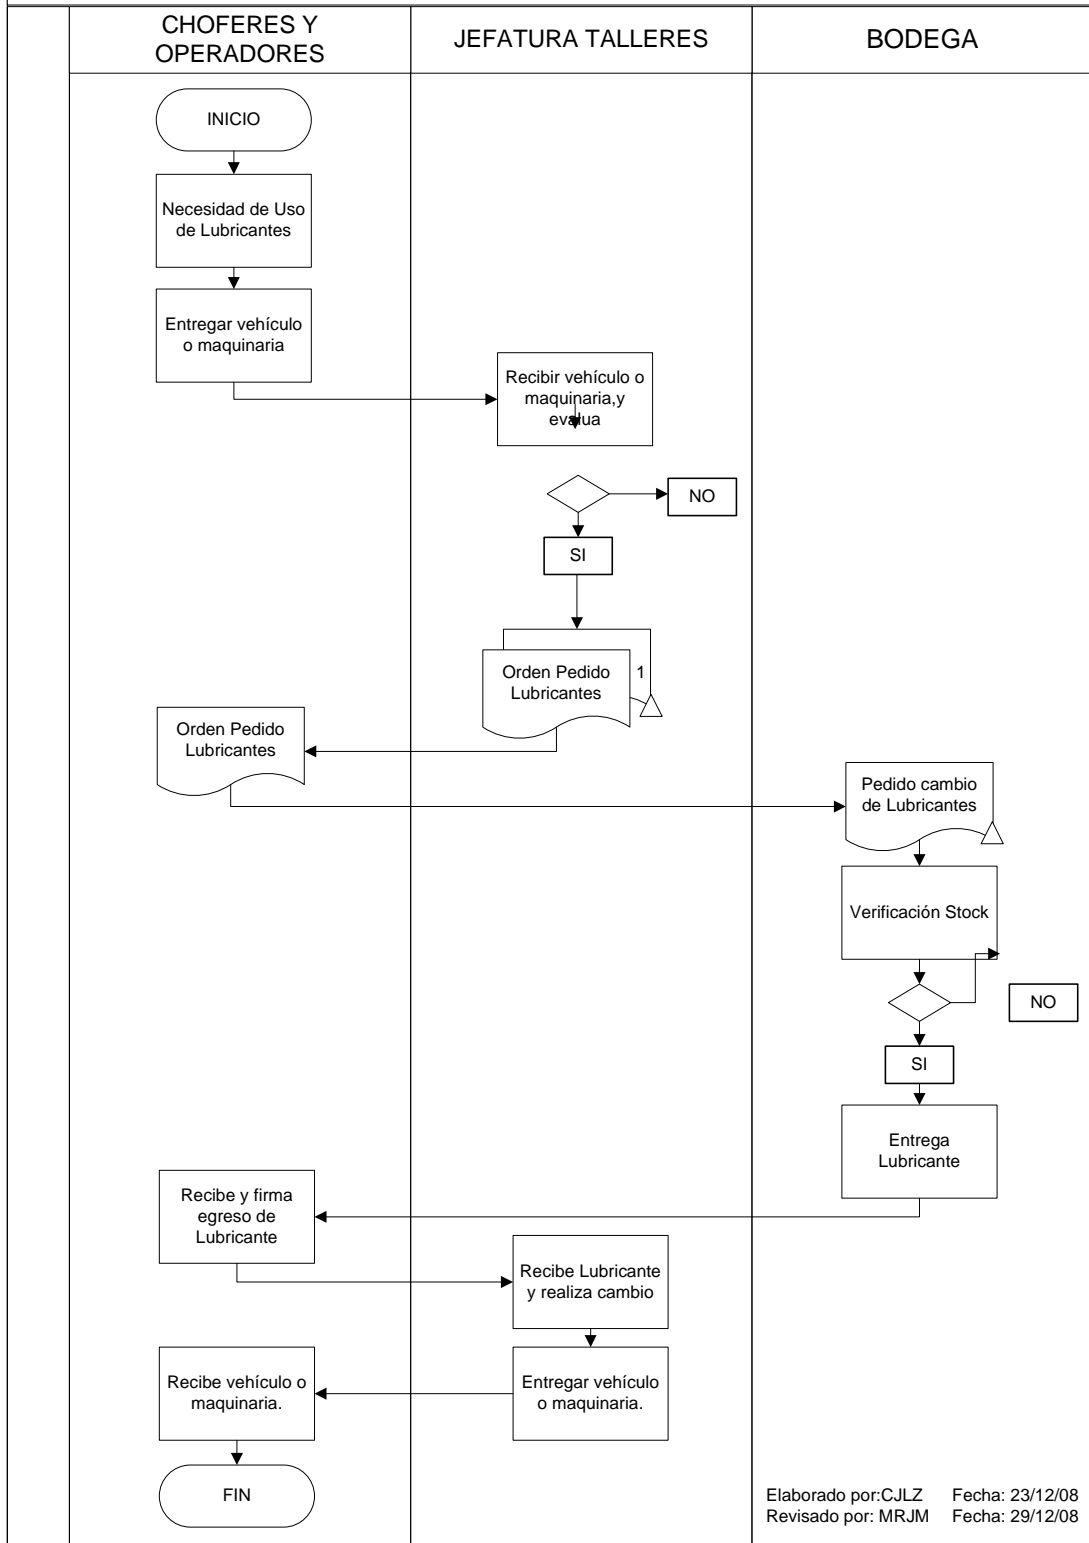 CHOFERES Y
OPERADORES
JEFATURA TALLERES
BODEGA
INICIO
Necesidad de Uso
de Lubricantes
Entregar vehículo
o maquinaria
Recibir vehículo o
maquinaria,y
evalua
NO
SI
Orden Pedido
Lubricantes
1
Orden Pedido
Lubricantes
Pedido cambio
de Lubricantes
Verificación Stock
NO
SI
Entrega
Lubricante
Recibe y firma
egreso de
Lubricante
Recibe Lubricante
y realiza cambio
Recibe vehículo o
maquinaria.
Entregar vehículo
o maquinaria.
FIN
Elaborado por:CJLZ Fecha: 23/12/08
Revisado por: MRJM Fecha: 29/12/08